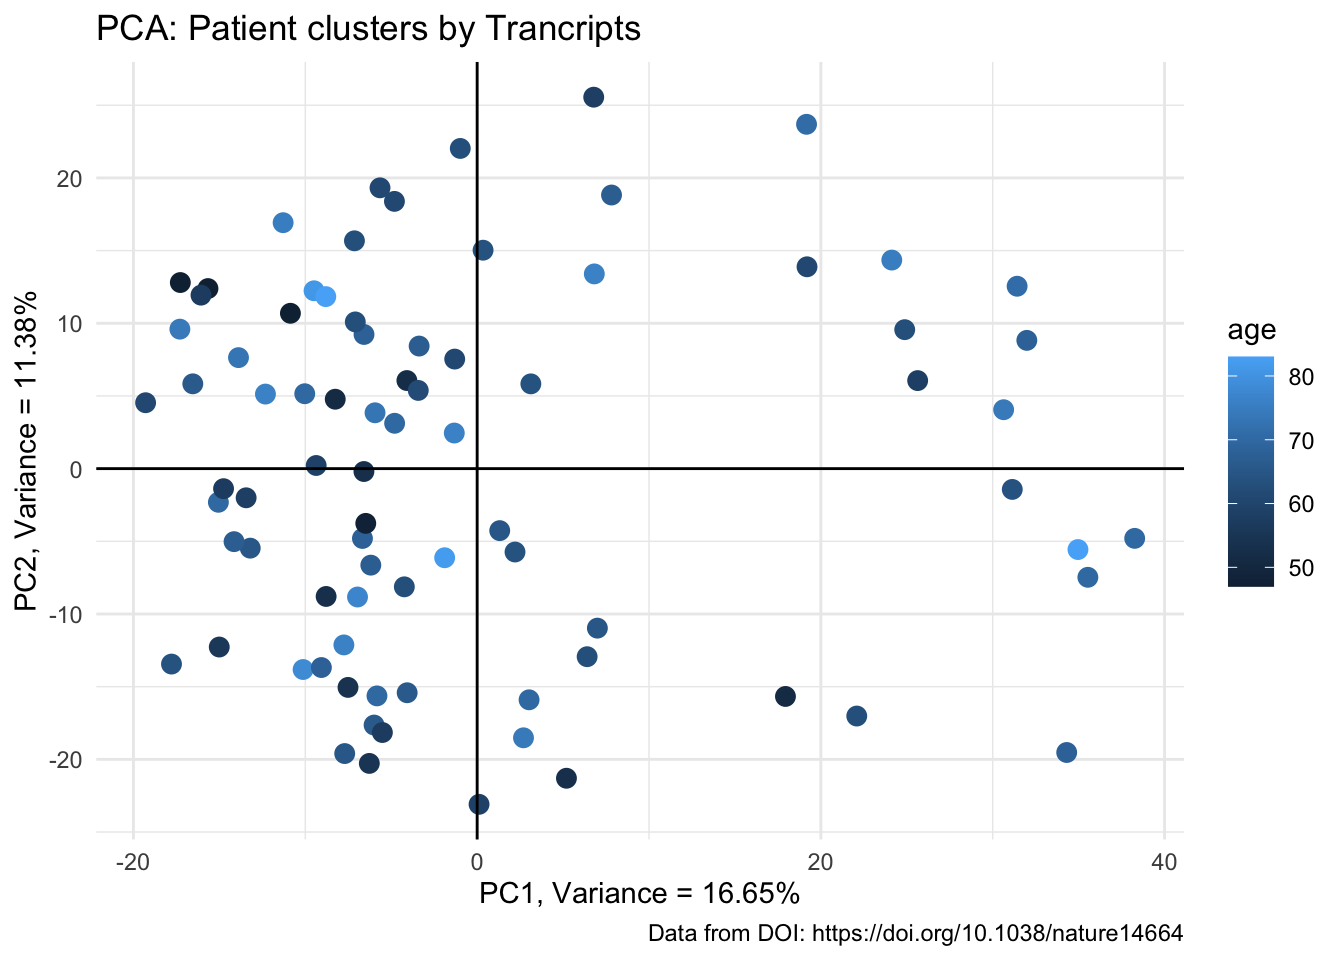 PCA: Patient clusters by Trancripts
PC2, Variance = 11.38%
20
10
0
-10
-20
-20
0
20
40
PC1, Variance = 16.65%
age
80
70
60
50
Data from DOI: https://doi.org/10.1038/nature14664